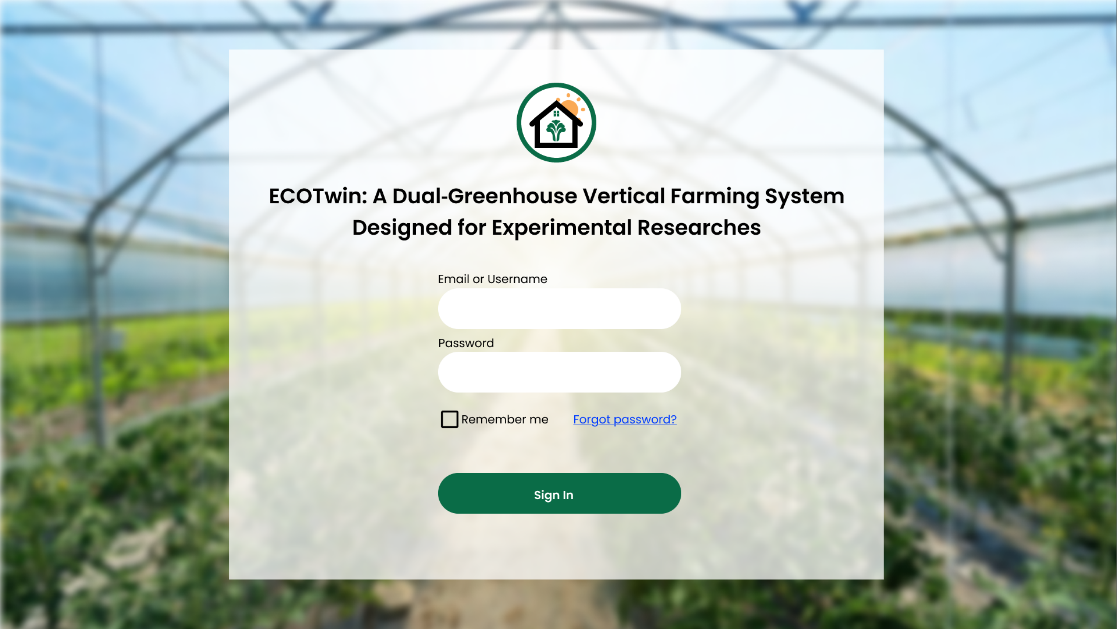 ECOTwin: A Dual-Greenhouse Vertical Farming System
Designed for Experimental Researches
Email or Username
Password
Remember me
Forgot password?
Sign In